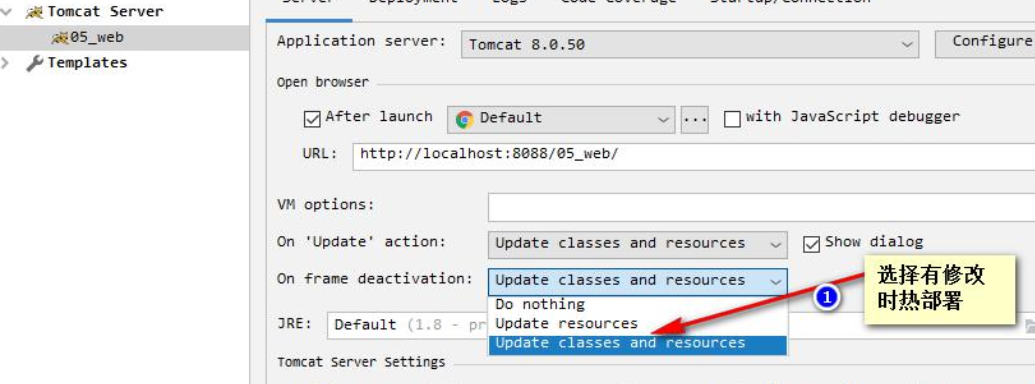 Tomcat Server
05_web
Templates
Server Deployment Logs Code Coverage Startup/Connection
Application server: Tomcat 8.0.50 Configure
Open browser
After launch Default ... with JavaScript debugger
URL: http://localhost:8088/05_web/
VM options:
On 'Update' action: Update classes and resources Show dialog
On frame deactivation: Update classes and resources
Do nothing
Update resources
Update classes and resources
1
选择有修改
时热部署
JRE: Default (1.8 - pr
Tomcat Server Settings